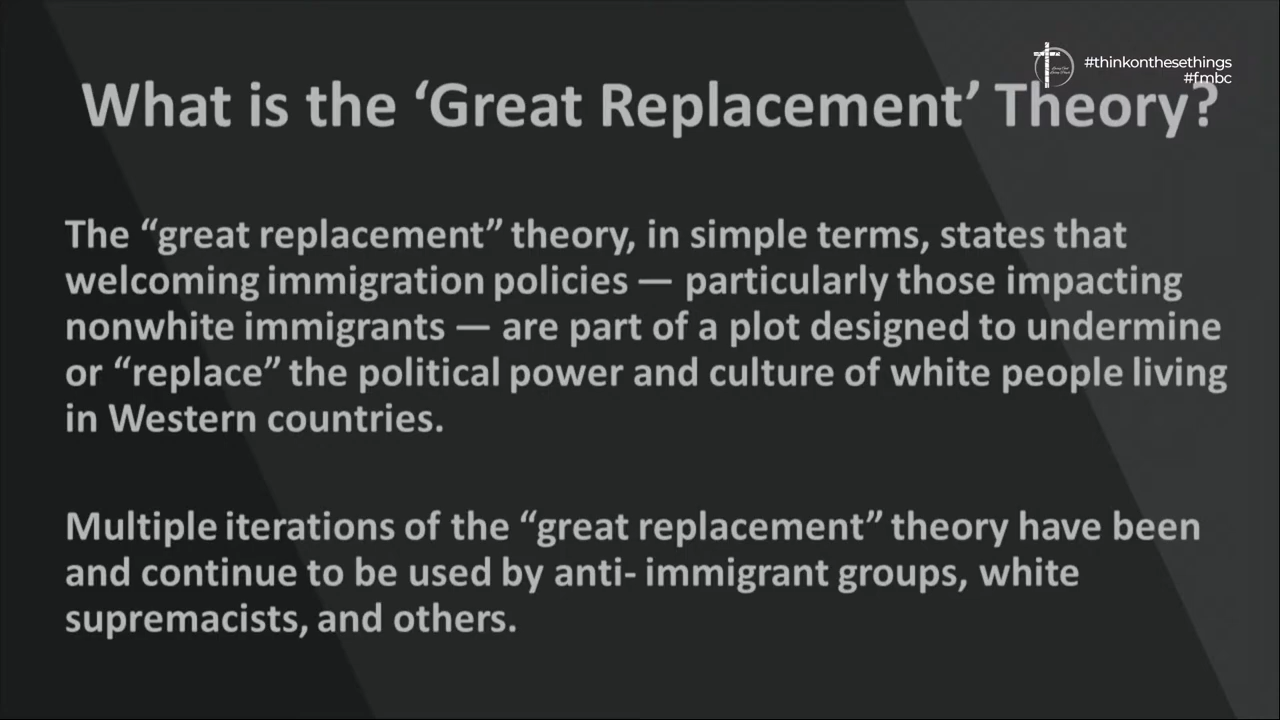 #thinkonthesethings
#fmbc
What is the ‘Great Replacement’ Theory?
The “great replacement” theory, in simple terms, states that
welcoming immigration policies — particularly those impacting
nonwhite immigrants — are part of a plot designed to undermine
or “replace” the political power and culture of white people living
in Western countries.
Multiple iterations of the “great replacement” theory have been
and continue to be used by anti- immigrant groups, white
supremacists, and others.